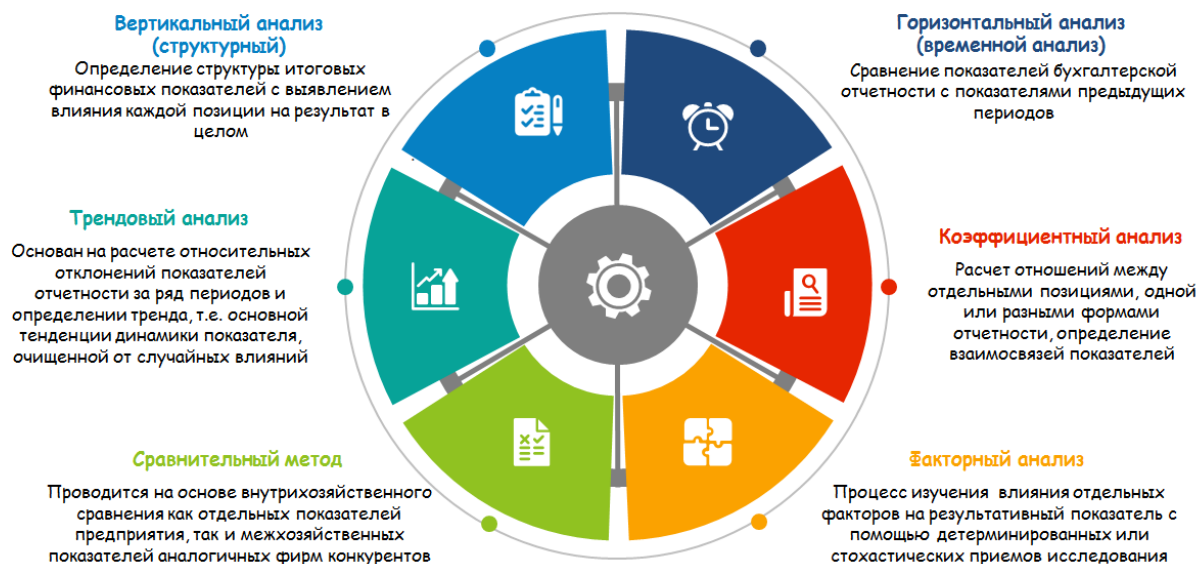 Вертикальный анализ
(структурный)
Определение структуры итоговых
финансовых показателей с выявлением
влияния каждой позиции на результат в
целом
Горизонтальный анализ
(временной анализ)
Сравнение показателей бухгалтерской
отчетности с показателями предыдущих
периодов
Трендовый анализ
Основан на расчете относительных
отклонений показателей
отчетности за ряд периодов и
определении тренда, т.е. основной
тенденции динамики показателя,
очищенной от случайных влияний
Коэффициентный анализ
Расчет отношений между
отдельными позициями, одной
или разными формами
отчетности, определение
взаимосвязей показателей
Сравнительный метод
Проводится на основе внутрихозяйственного
сравнения как отдельных показателей
предприятия, так и межхозяйственных
показателей аналогичных фирм конкурентов
Факторный анализ
Процесс изучения влияния отдельных
факторов на результативный показатель с
помощью детерминированных или
стохастических приемов исследования